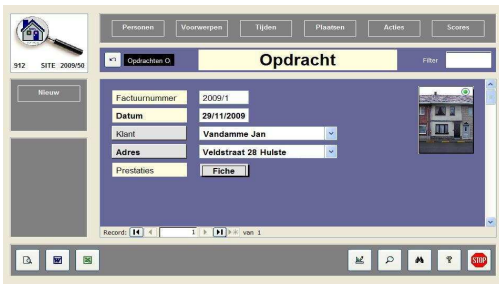 Personen Voorwerpen Tijden Plaatsen Acties Scores
912 SITE 2009/50
Opdrachten O. Opdracht Filter
Nieuw
Factuurnummer 2009/1
Datum 29/11/2009
Klant Vandamme Jan
Adres Veldstraat 28 Hulste
Prestaties Fiche
Record: 1 van 1
W ? STOP